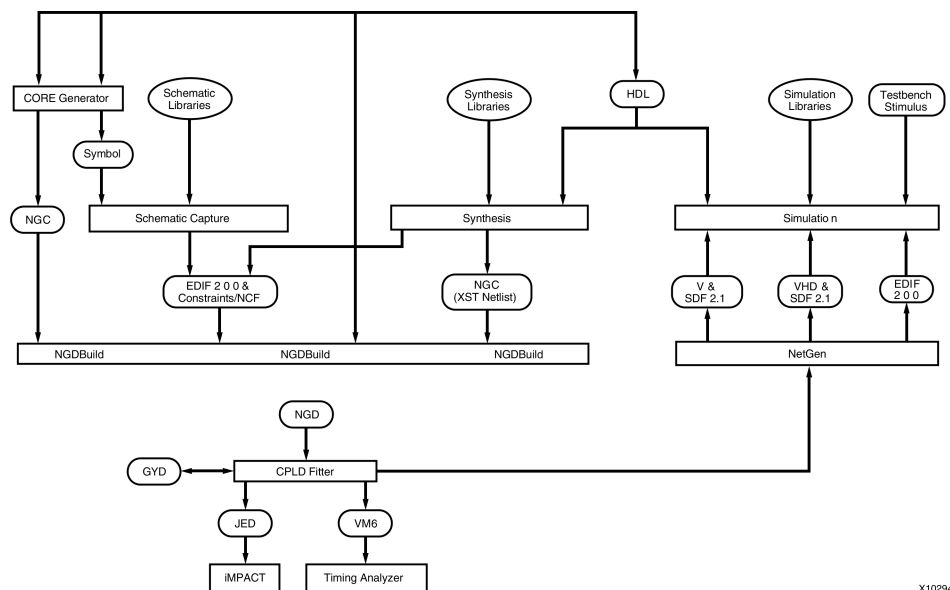 CORE Generator
Schematic
Libraries
Synthesis
Libraries
HDL
Simulation
Libraries
Testbench
Stimulus
Symbol
NGC
Schematic Capture
Synthesis
Simulatio n
EDIF 2 0 0 &
Constraints/NCF
NGC
(XST Netlist)
V &
SDF 2.1
VHD &
SDF 2.1
EDIF
2 0 0
NGDBuild
NGDBuild
NGDBuild
NetGen
NGD
GYD
CPLD Fitter
JED
VM6
iMPACT
Timing Analyzer
X10294